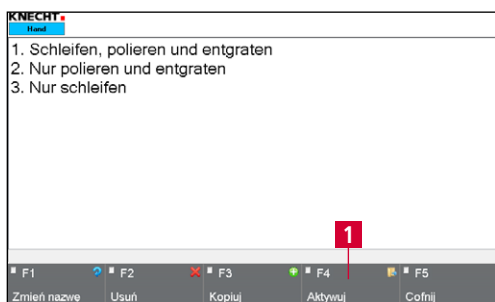 KNECHT
Hand
1. Schleifen, polieren und entgraten
2. Nur polieren und entgraten
3. Nur schleifen
1
F1 F2 F3 F4 F5
Zmień nazwę Usuń Kopiuj Aktywuj Cofnij